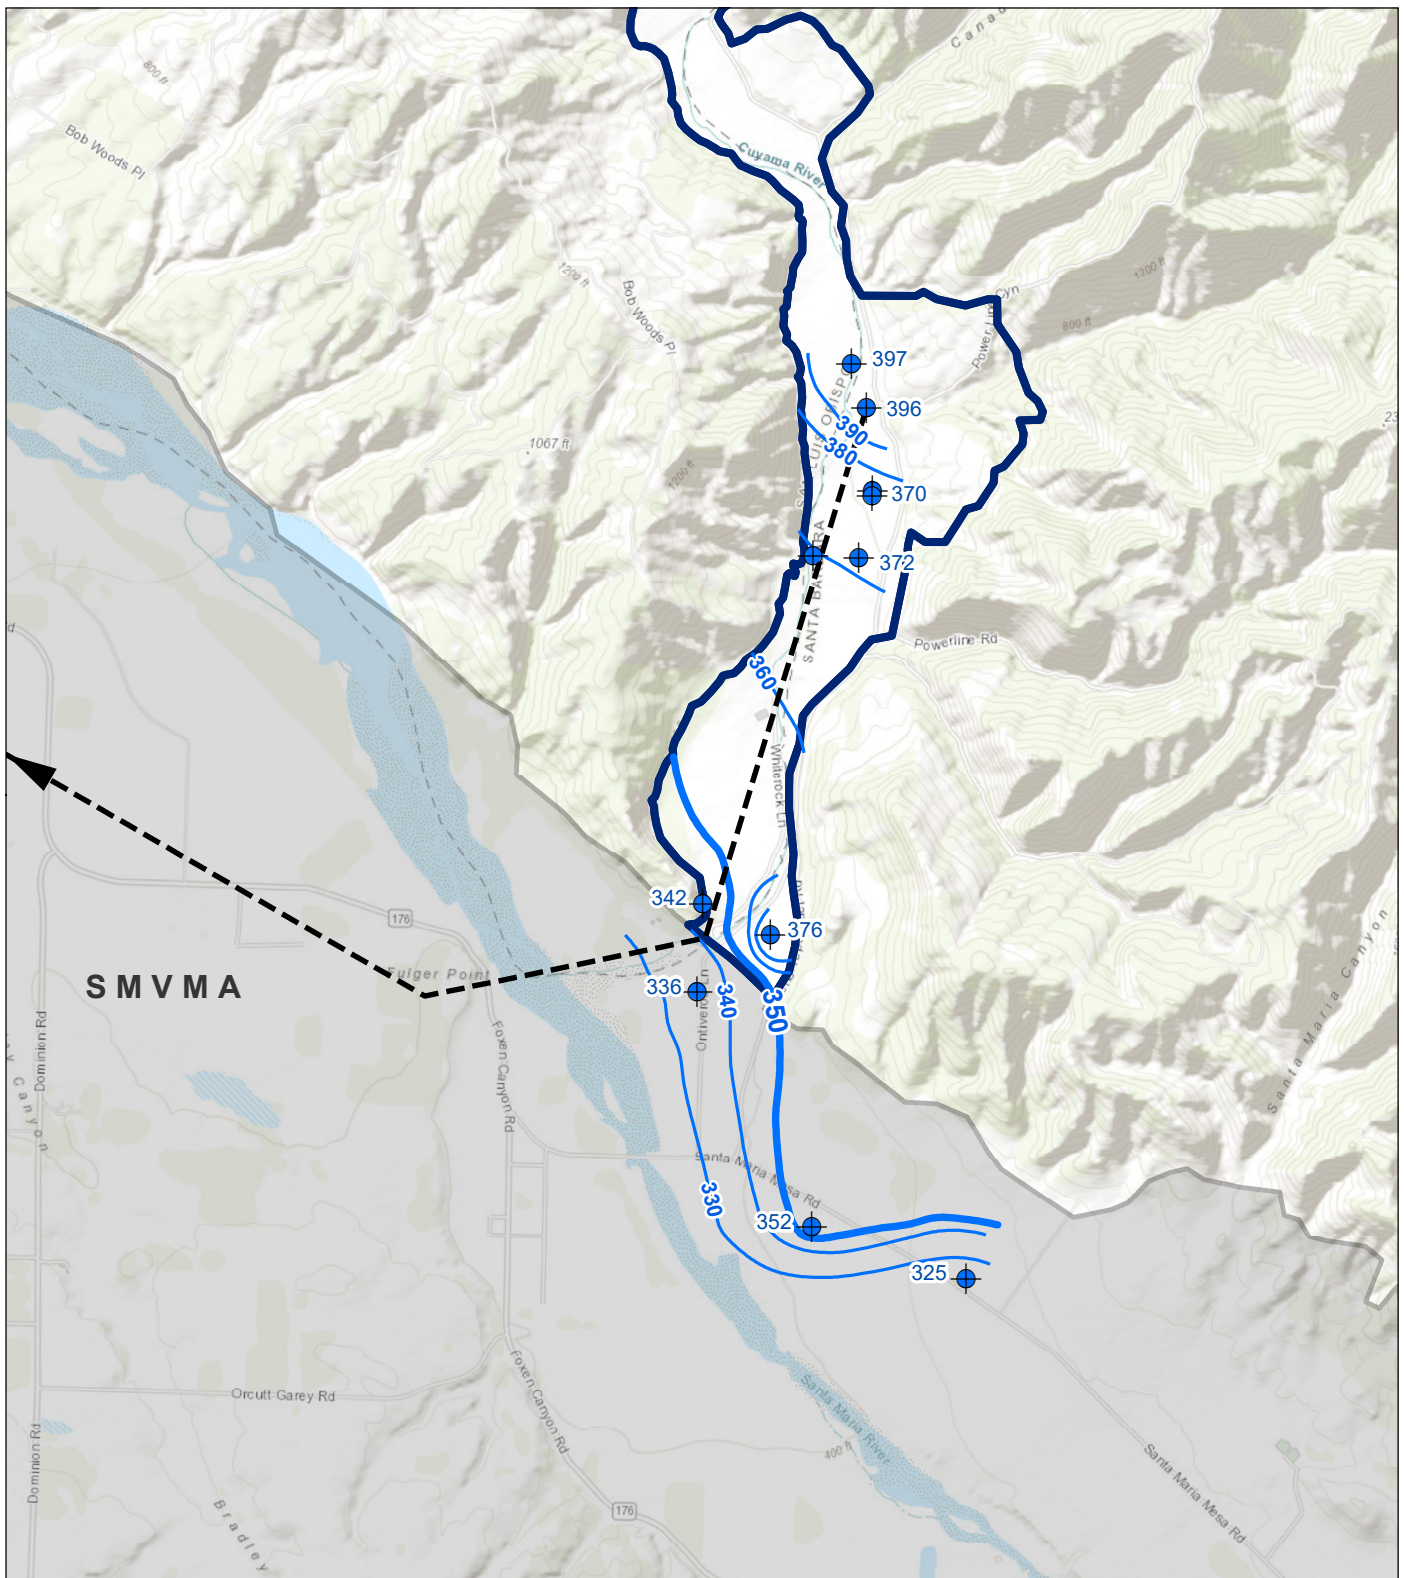 Canad
800 ft
Bob Woods Pl
Cuyama River
1200 ft
1200 ft
Bob Woods Pl
Power Line Cyn
800 ft
397
396
390
380
1067 ft
1200 ft
370
372
SANTA BARBARA
Powerline Rd
360
Whiterock Ln
342
376
176
SMVMA
Fulger Point
336
340
350
Ontiveros Ln
Dominion Rd
Canyon
Foxen Canyon Rd
Santa Maria Canyon
Santa Maria Mesa Rd
330
352
325
Orcutt Garey Rd
Foxen Canyon Rd
Santa Maria River
400 ft
Dominion Rd
Santa Maria Mesa Rd
Bradley
176